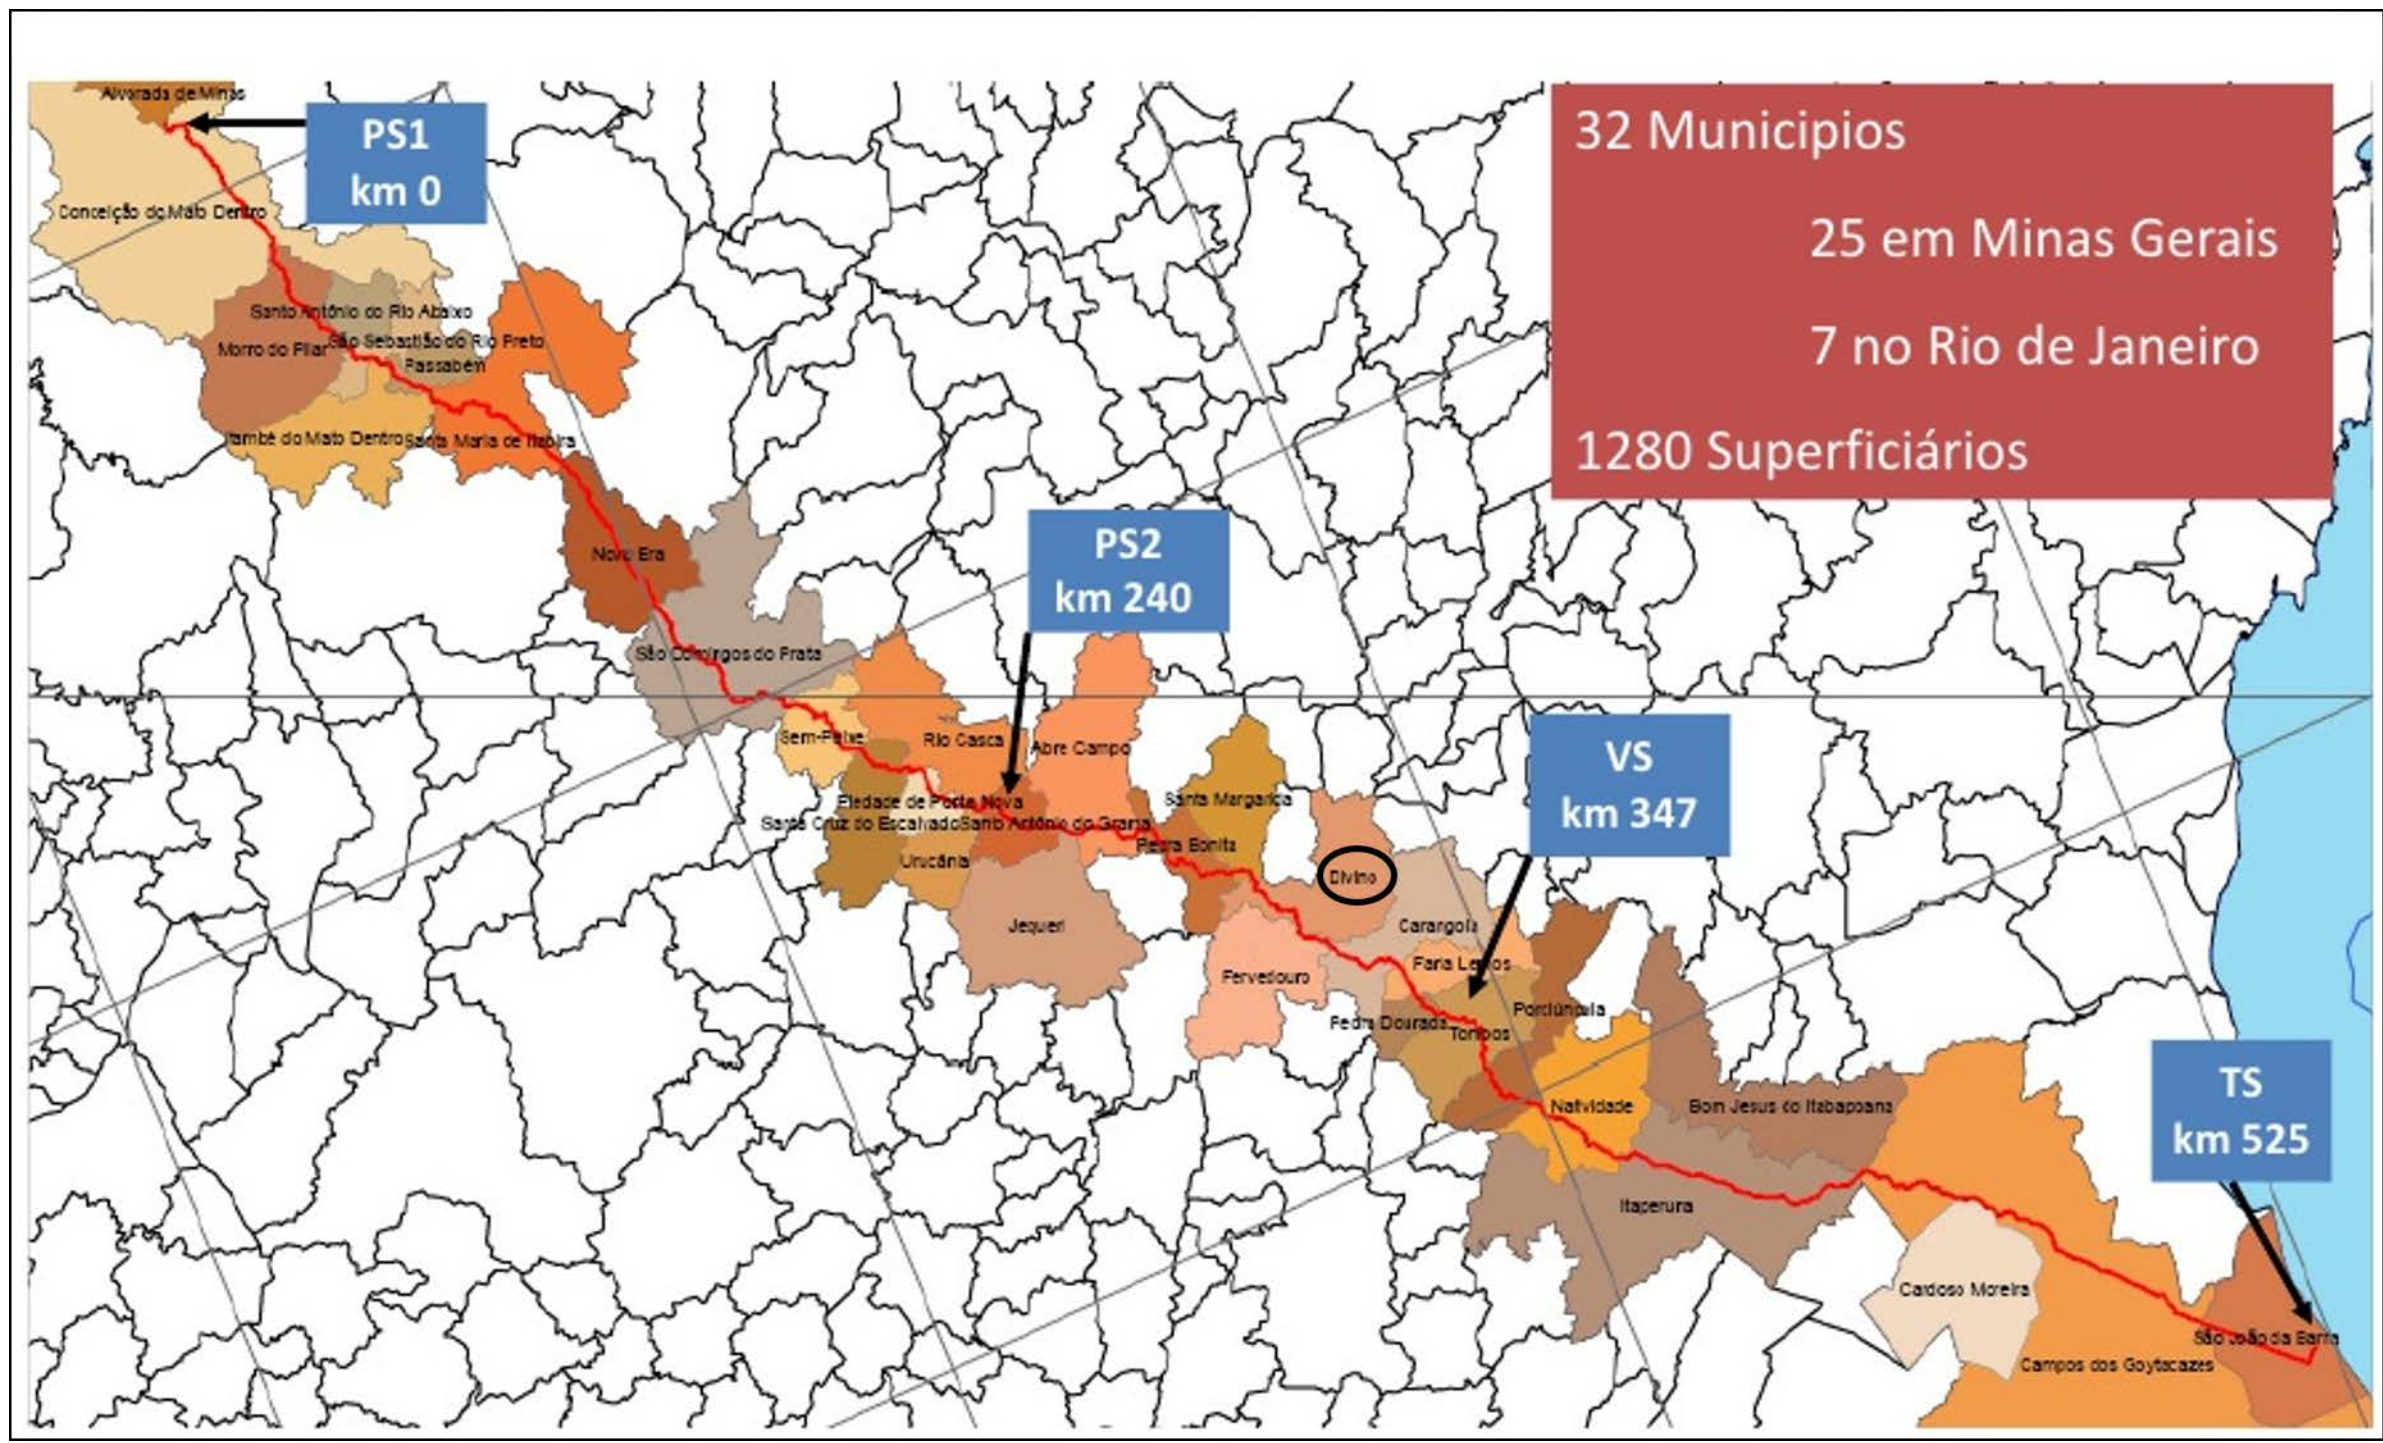 Alvorada de Minas
PS1
km 0
32 Municipios
25 em Minas Gerais
7 no Rio de Janeiro
1280 Superficiários
Conceição do Mato Dentro
Santo Antônio do Rio Abaixo
São Sebastião do Rio Preto
Morro do Pilar
Passabém
Itambé do Mato Dentro
Santa Maria de Itabira
PS2
km 240
Nova Era
São Domingos do Prata
Sem-Peixe
Rio Casca
Abre Campo
VS
km 347
Piedade de Ponte Nova
Santa Margarida
Santa Cruz do Escalvado
Santo Antônio do Grama
Pedra Bonita
Urucânia
Divino
Jequeri
Carangola
Fervedouro
Faria Lemos
Porciúncula
Pedra Dourada
Tombos
TS
km 525
Natividade
Bom Jesus do Itabapoana
Itaperuna
Cardoso Moreira
São João da Barra
Campos dos Goytacazes